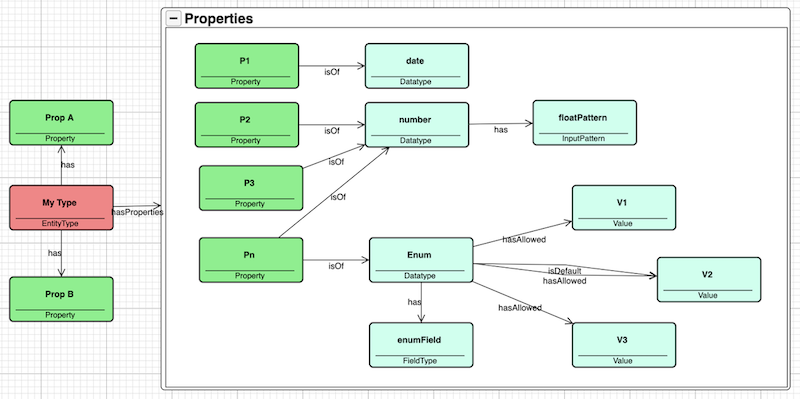 Properties
P1
Property
isOf
date
Datatype
P2
Property
isOf
number
Datatype
has
floatPattern
InputPattern
Prop A
Property
has
P3
Property
isOf
isOf
My Type
EntityType
hasProperties
V1
Value
hasAllowed
Pn
Property
isOf
Enum
Datatype
isDefault
hasAllowed
V2
Value
has
Prop B
Property
has
hasAllowed
enumField
FieldType
V3
Value